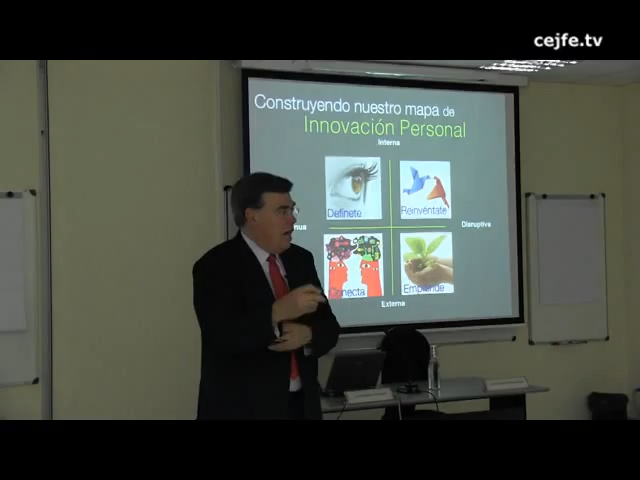 cejfe.tv
Construyendo nuestro mapa de
Innovación Personal
Interna
Defínete
Reinvéntate
Disruptiva
Conecta
Emprende
Externa